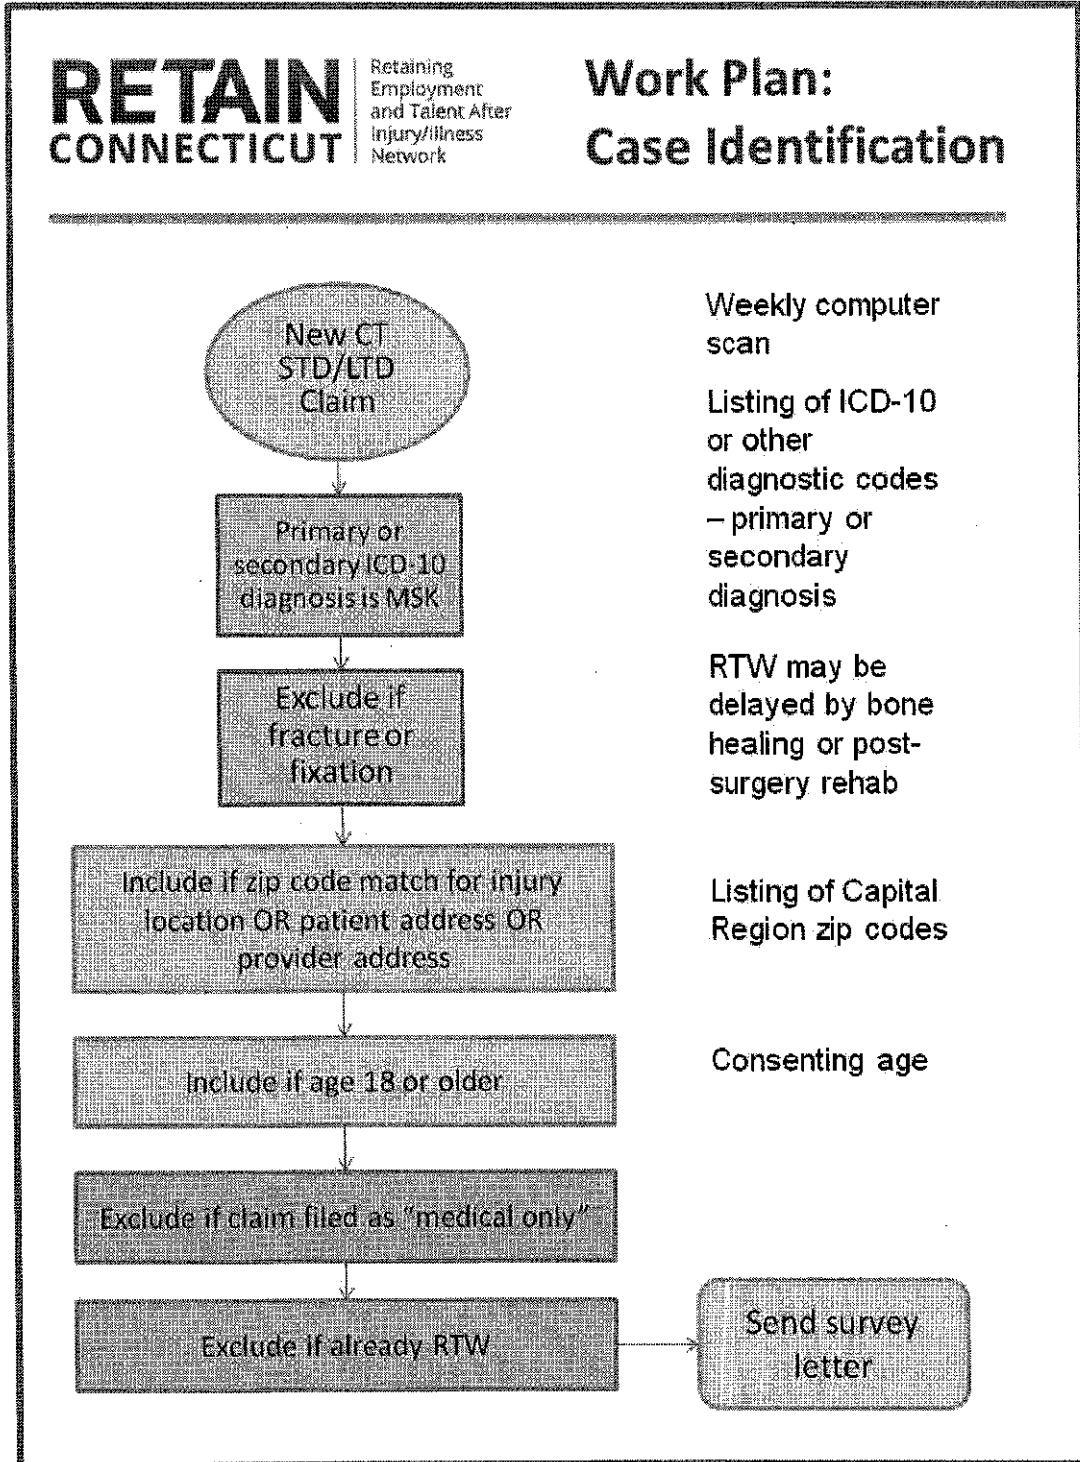 RETAIN
CONNECTICUT
Retaining
Employment
and Talent After
Injury/Illness
Network
Work Plan:
Case Identification
New CT
STD/LTD
Claim
Weekly computer
scan
Primary or
secondary ICD-10
diagnosis is MSK
Listing of ICD-10
or other
diagnostic codes
– primary or
secondary
diagnosis
Exclude if
fracture or
fixation
RTW may be
delayed by bone
healing or post-
surgery rehab
Include if zip code match for injury
location OR patient address OR
provider address
Listing of Capital
Region zip codes
Include if age 18 or older
Consenting age
Exclude if claim filed as "medical only"
Exclude if already RTW
Send survey
letter